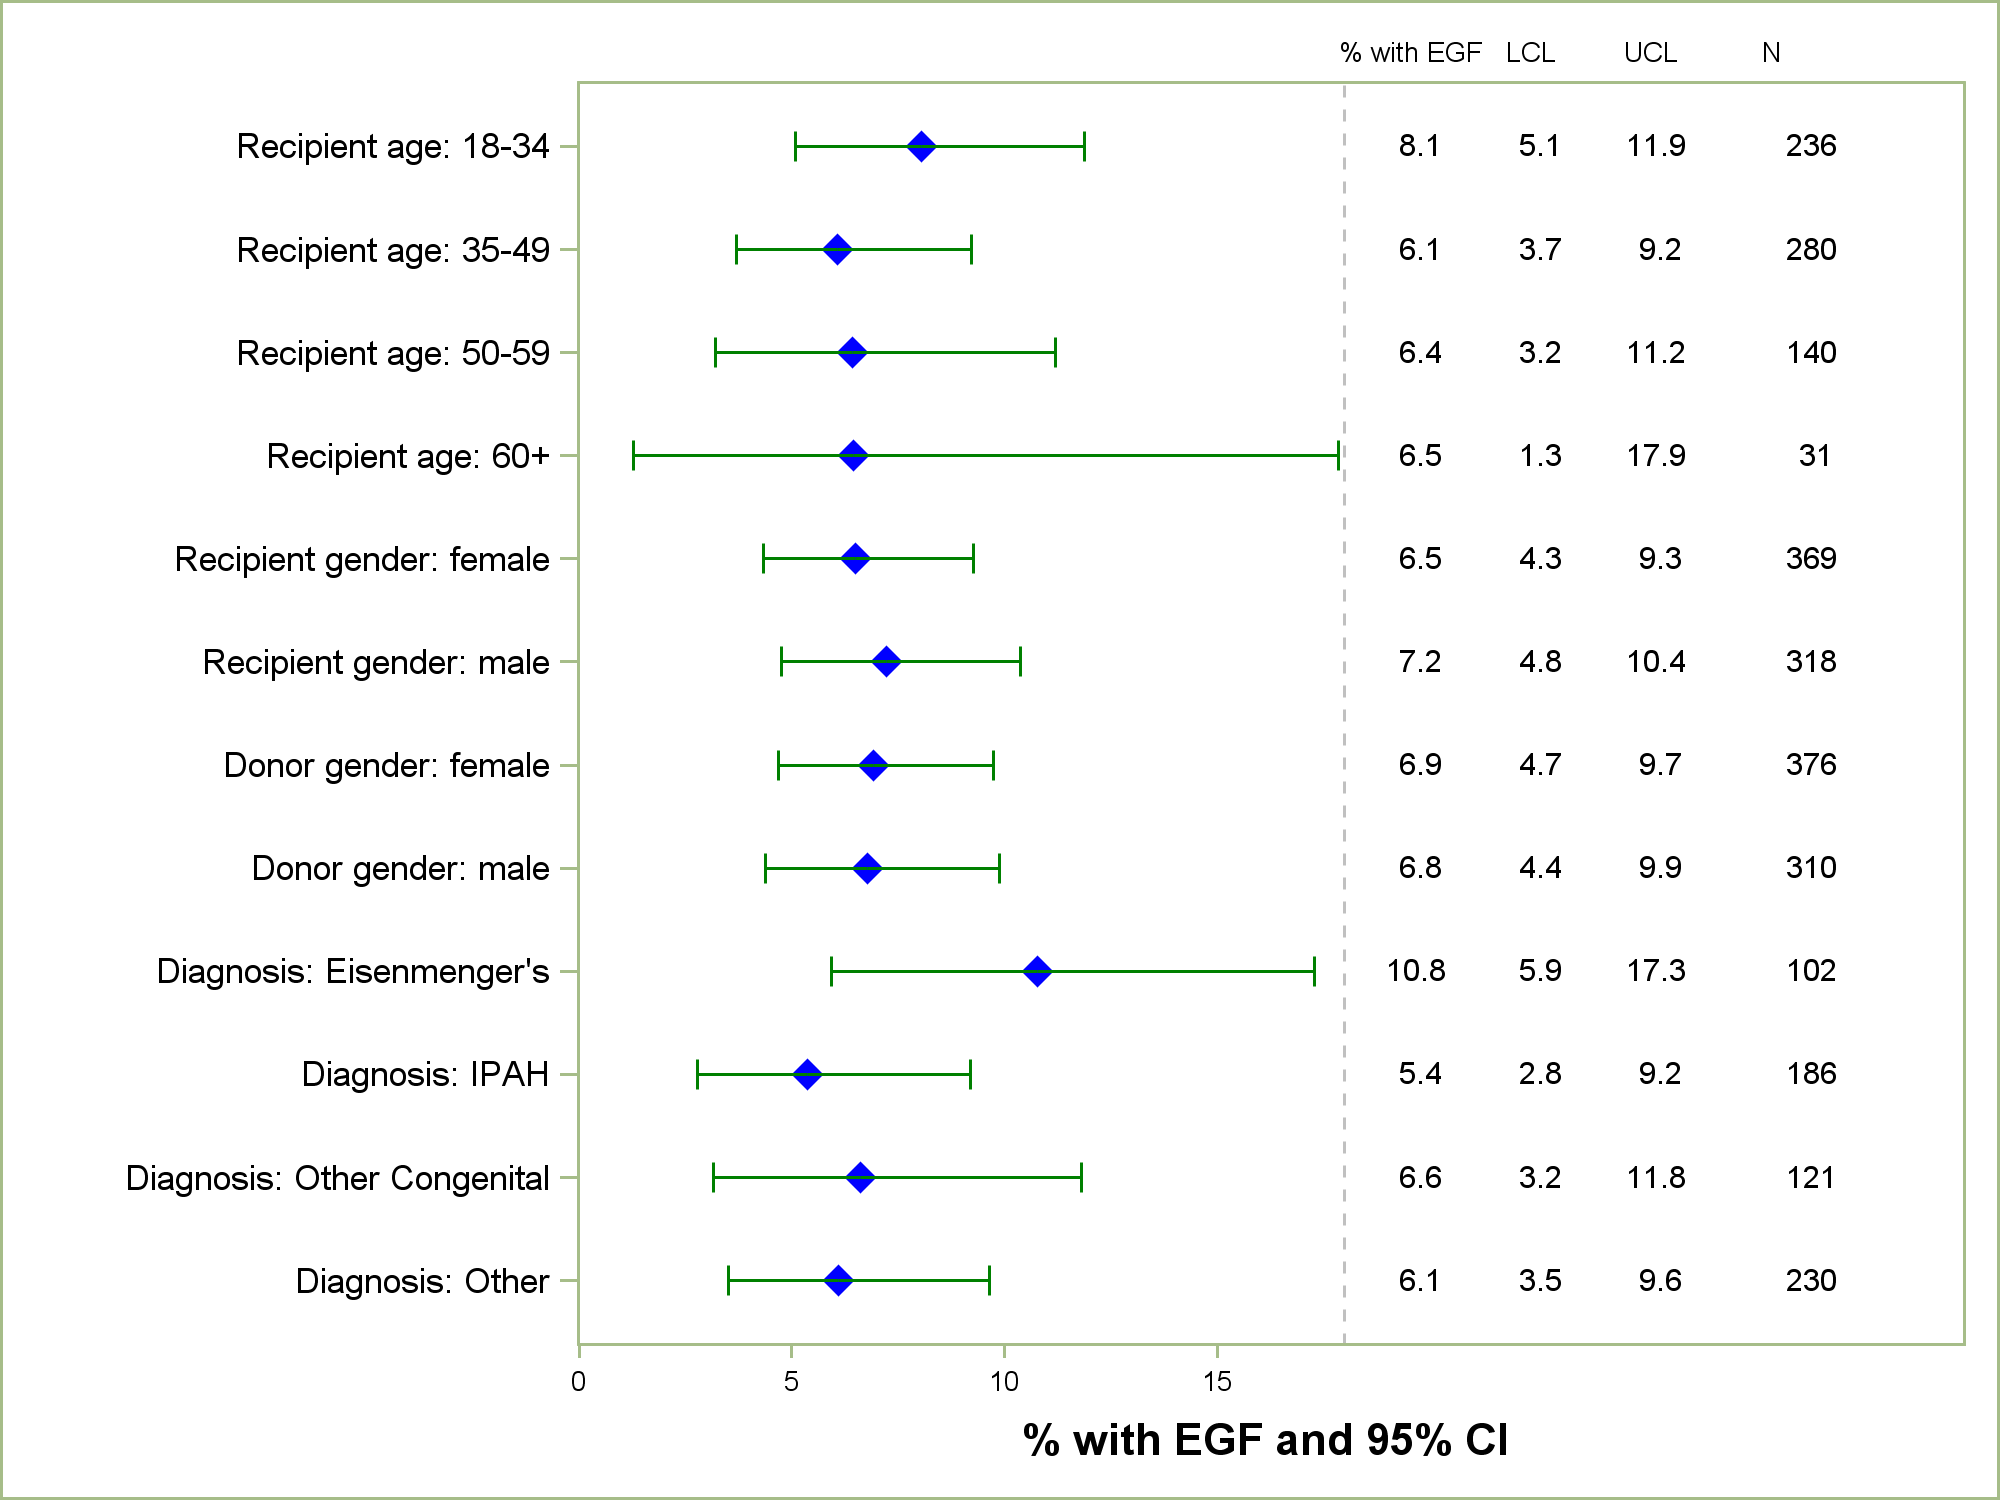 % with EGF LCL UCL N
Recipient age: 18-34 8.1 5.1 11.9 236
Recipient age: 35-49 6.1 3.7 9.2 280
Recipient age: 50-59 6.4 3.2 11.2 140
Recipient age: 60+ 6.5 1.3 17.9 31
Recipient gender: female 6.5 4.3 9.3 369
Recipient gender: male 7.2 4.8 10.4 318
Donor gender: female 6.9 4.7 9.7 376
Donor gender: male 6.8 4.4 9.9 310
Diagnosis: Eisenmenger's 10.8 5.9 17.3 102
Diagnosis: IPAH 5.4 2.8 9.2 186
Diagnosis: Other Congenital 6.6 3.2 11.8 121
Diagnosis: Other 6.1 3.5 9.6 230
0 5 10 15
% with EGF and 95% CI